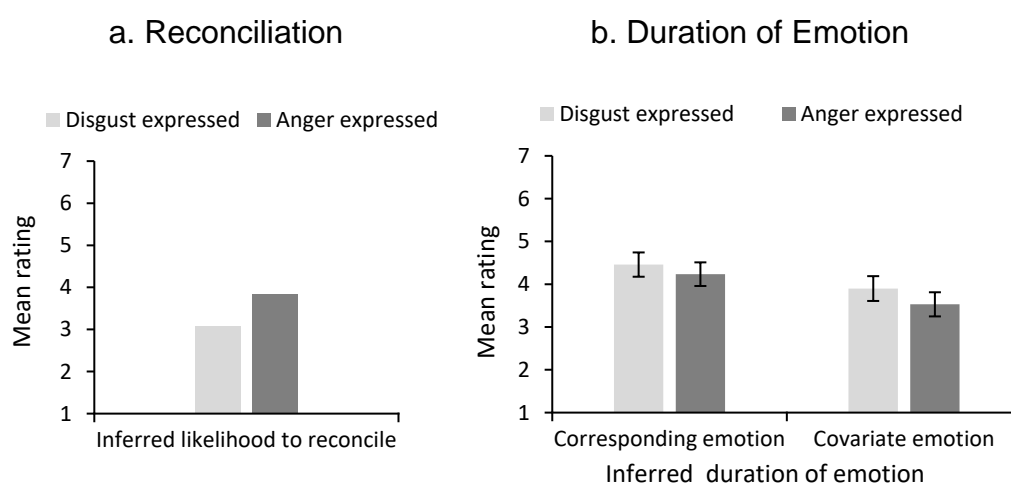 a. Reconciliation
Disgust expressed Anger expressed
7
6
5
4
3
2
1
Mean rating
Inferred likelihood to reconcile
b. Duration of Emotion
Disgust expressed Anger expressed
7
6
5
4
3
2
1
Mean rating
Corresponding emotion Covariate emotion
Inferred duration of emotion